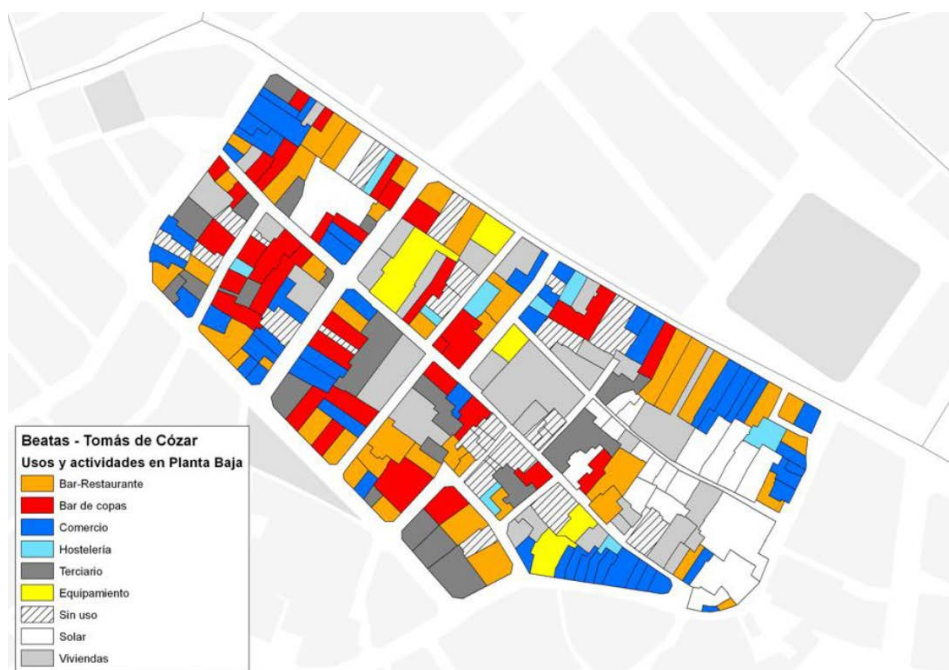 Beatas - Tomás de Cózar
Usos y actividades en Planta Baja
Bar-Restaurante
Bar de copas
Comercio
Hostelería
Terciario
Equipamiento
Sin uso
Solar
Viviendas